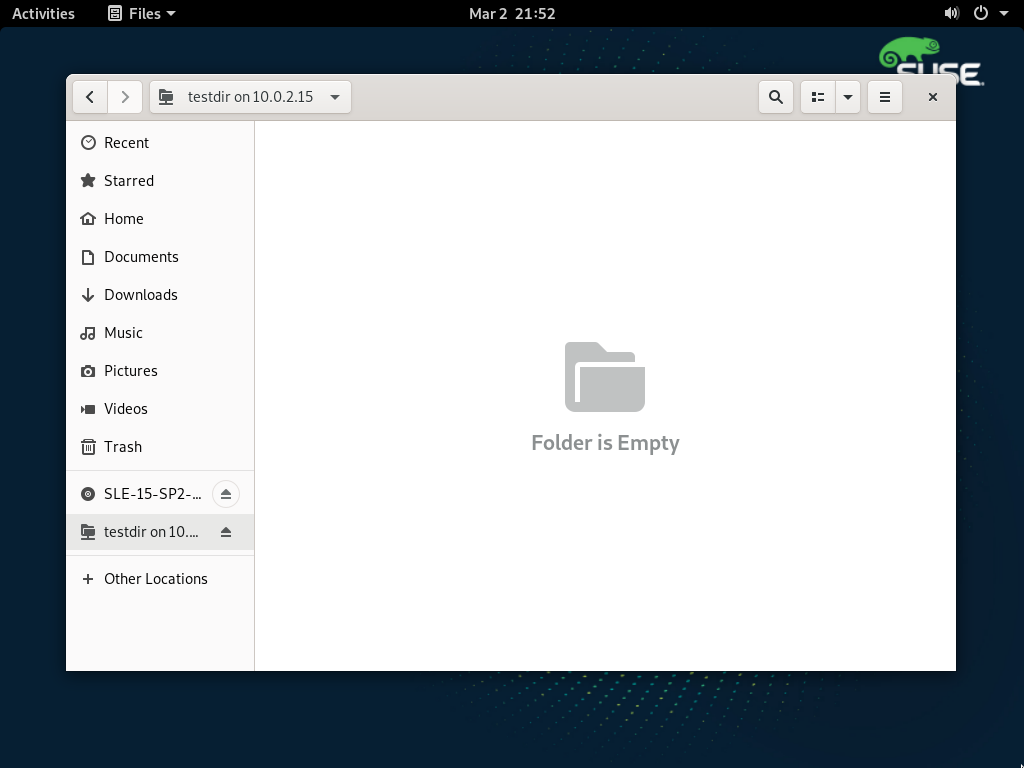 Activities
Files
Mar 2 21:52
SUSE
testdir on 10.0.2.15
Recent
Starred
Home
Documents
Downloads
Music
Pictures
Videos
Trash
SLE-15-SP2-...
testdir on 10....
Other Locations
Folder is Empty